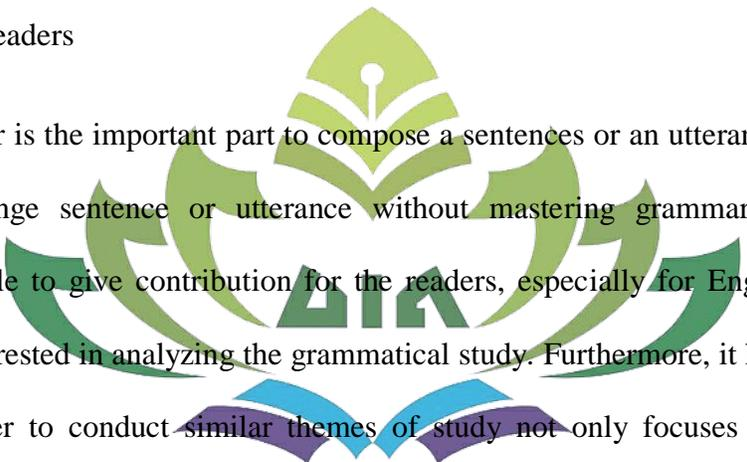 eaders
r is the important part to compose a sentences or an utteran
nge sentence or utterance without mastering grammar
le to give contribution for the readers, especially for Eng
rested in analyzing the grammatical study. Furthermore, it
er to conduct similar themes of study not only focuses